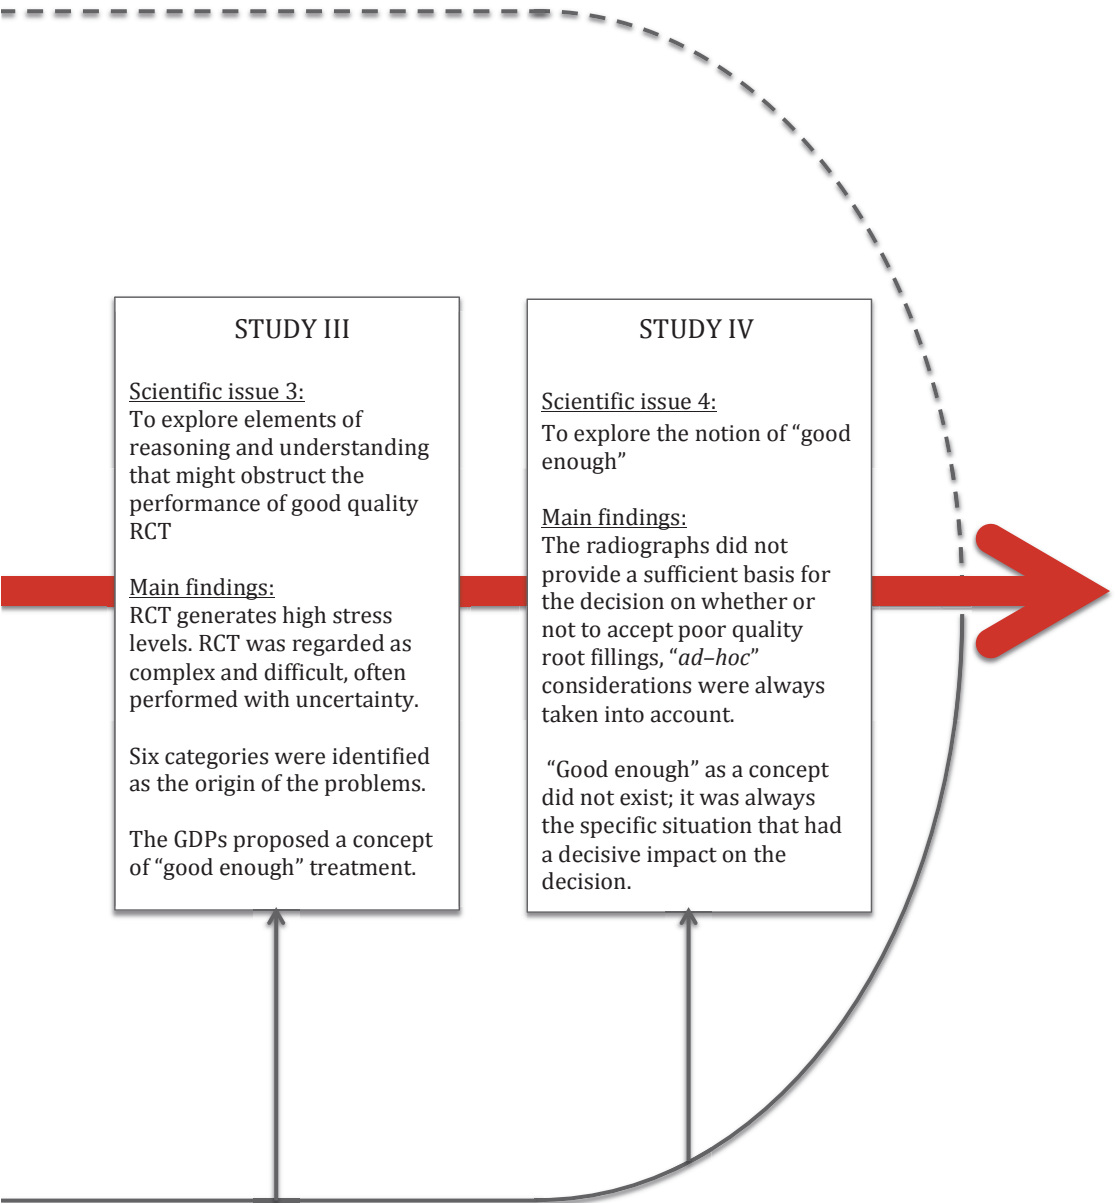 STUDY III
Scientific issue 3:
To explore elements of
reasoning and understanding
that might obstruct the
performance of good quality
RCT
Main findings:
RCT generates high stress
levels. RCT was regarded as
complex and difficult, often
performed with uncertainty.
Six categories were identified
as the origin of the problems.
The GDPs proposed a concept
of “good enough” treatment.
STUDY IV
Scientific issue 4:
To explore the notion of “good
enough”
Main findings:
The radiographs did not
provide a sufficient basis for
the decision on whether or
not to accept poor quality
root fillings, “ad–hoc”
considerations were always
taken into account.
“Good enough” as a concept
did not exist; it was always
the specific situation that had
a decisive impact on the
decision.